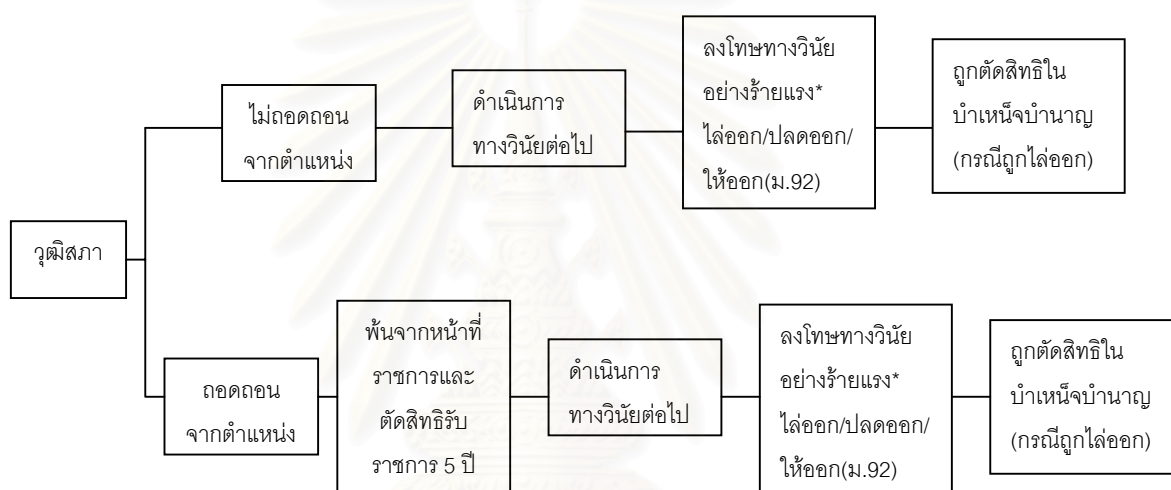 วุฒิสภา
ไม่ถอดถอน
จากตำแหน่ง
ดำเนินการ
ทางวินัยต่อไป
ลงโทษทางวินัย
อย่างร้ายแรง*
ไล่ออก/ปลดออก/
ให้ออก(ม.92)
ถูกตัดสิทธิใน
บำเหน็จบำนาญ
(กรณีถูกไล่ออก)
ถอดถอน
จากตำแหน่ง
พ้นจากหน้าที่
ราชการและ
ตัดสิทธิรับ
ราชการ 5 ปี
ดำเนินการ
ทางวินัยต่อไป
ลงโทษทางวินัย
อย่างร้ายแรง*
ไล่ออก/ปลดออก/
ให้ออก(ม.92)
ถูกตัดสิทธิใน
บำเหน็จบำนาญ
(กรณีถูกไล่ออก)